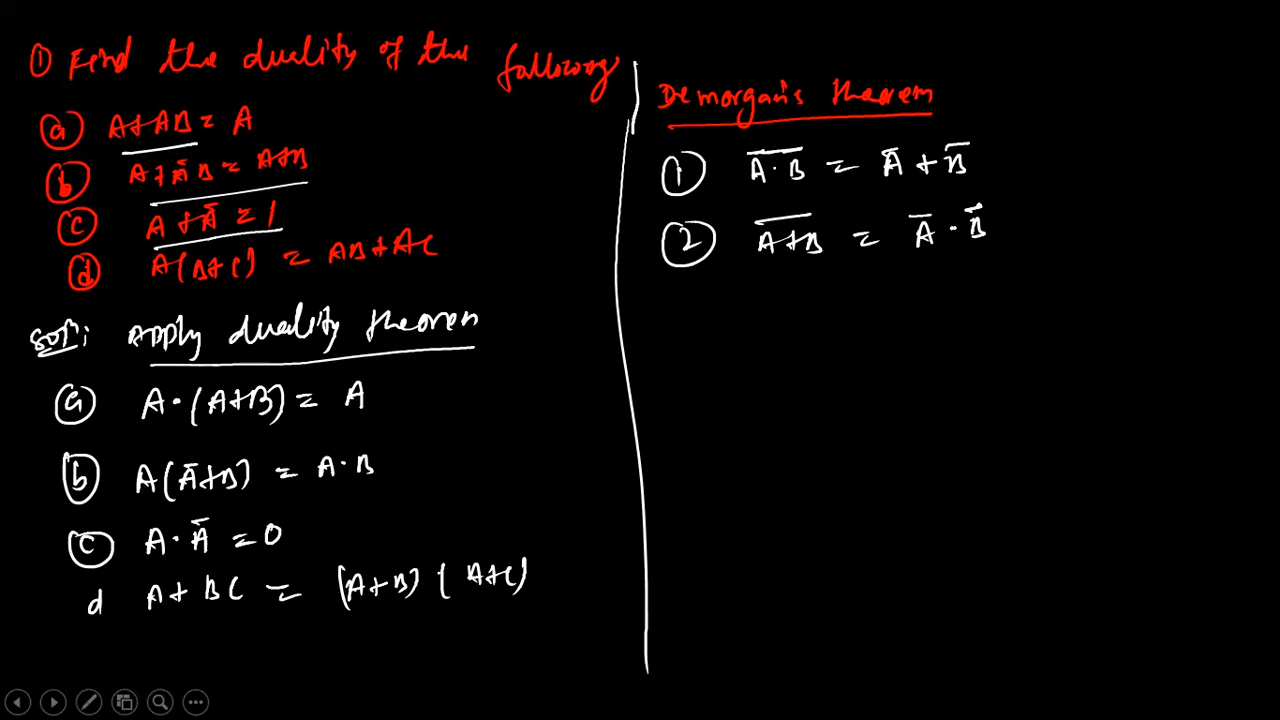 ① Find the duality of the following
ⓐ A+AB = A
ⓑ A+ĀB = A+B
ⓒ A+Ā = 1
ⓓ A(B+C) = AB+AC
Solⁿ: Apply duality theorem
ⓐ A·(A+B) = A
ⓑ A(Ā+B) = A·B
ⓒ A·Ā = 0
d A+BC = (A+B)(A+C)
Demorgan's theorem
① \overline{A·B} = Ā+B̄
② \overline{A+B} = Ā·B̄